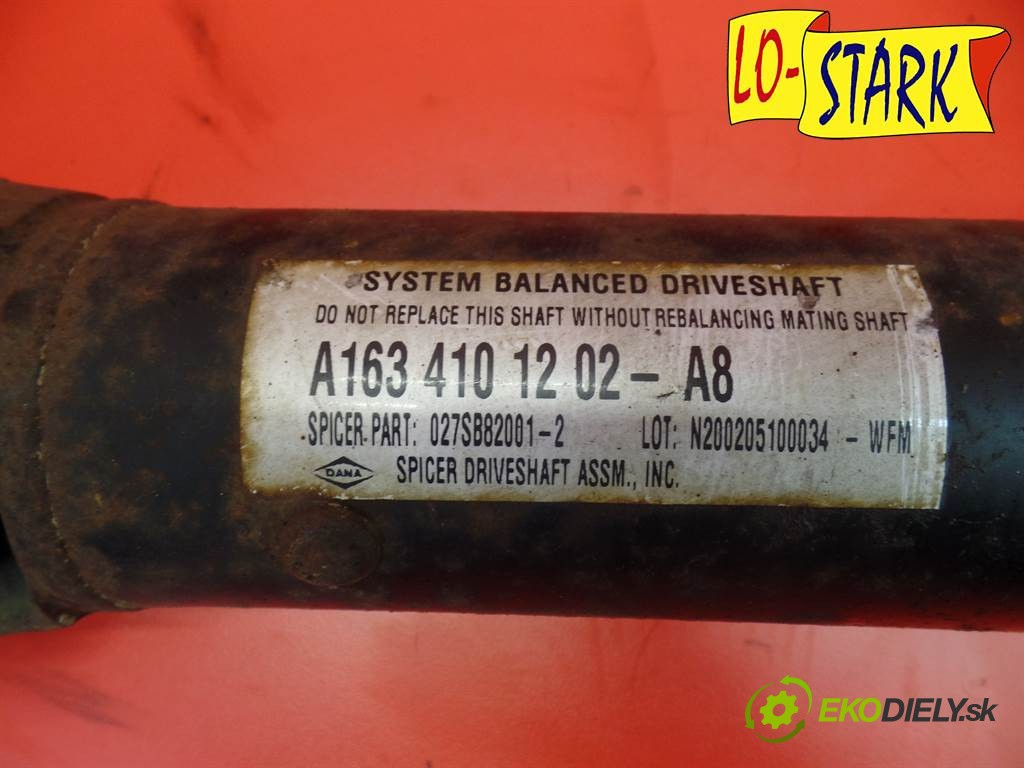 LO-STARK
SYSTEM BALANCED DRIVESHAFT
DO NOT REPLACE THIS SHAFT WITHOUT REBALANCING MATING SHAFT
A163 410 12 02 - A8
SPICER PART: 027SB82001-2 LOT: N200205100034 - WFM
DANA SPICER DRIVESHAFT ASSM., INC.
EKODIELY.sk